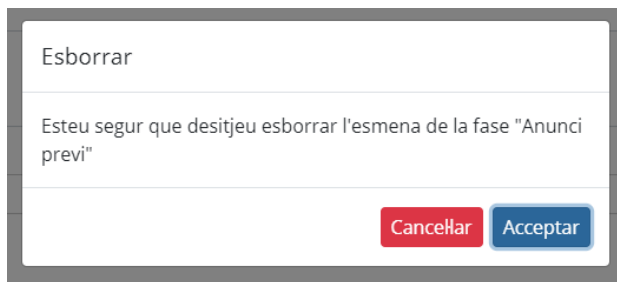 Esborrar
Esteu segur que desitjeu esborrar l'esmena de la fase "Anunci
previ"
Cancel·lar Acceptar